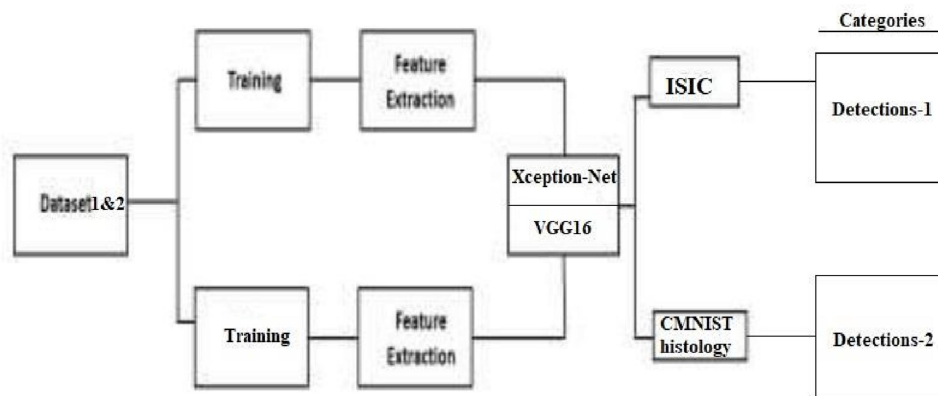 Categories
Training
Feature
Extraction
ISIC
Detections-1
Dataset1&2
Xception-Net
VGG16
Training
Feature
Extraction
CMNIST
histology
Detections-2